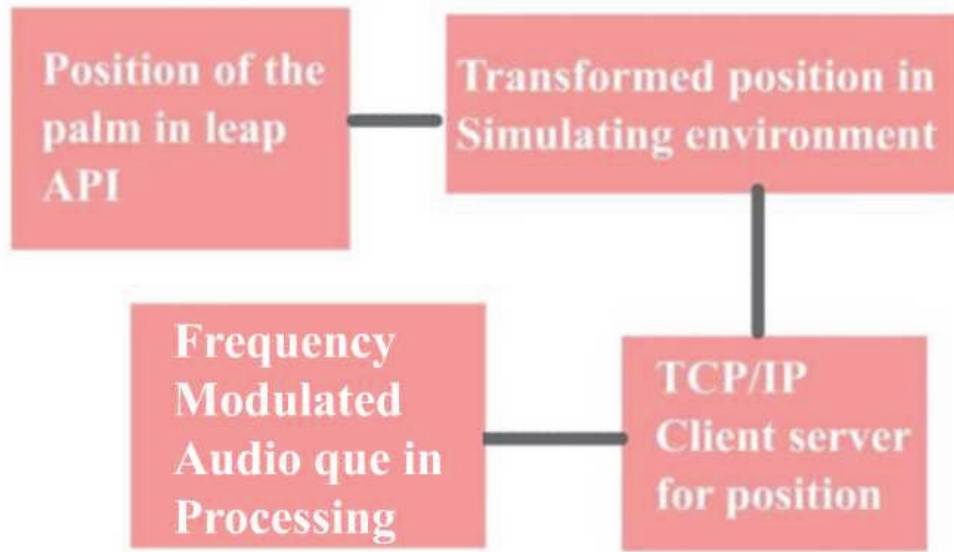 Position of the
palm in leap
API
Transformed position in
Simulating environment
Frequency
Modulated
Audio que in
Processing
TCP/IP
Client server
for position